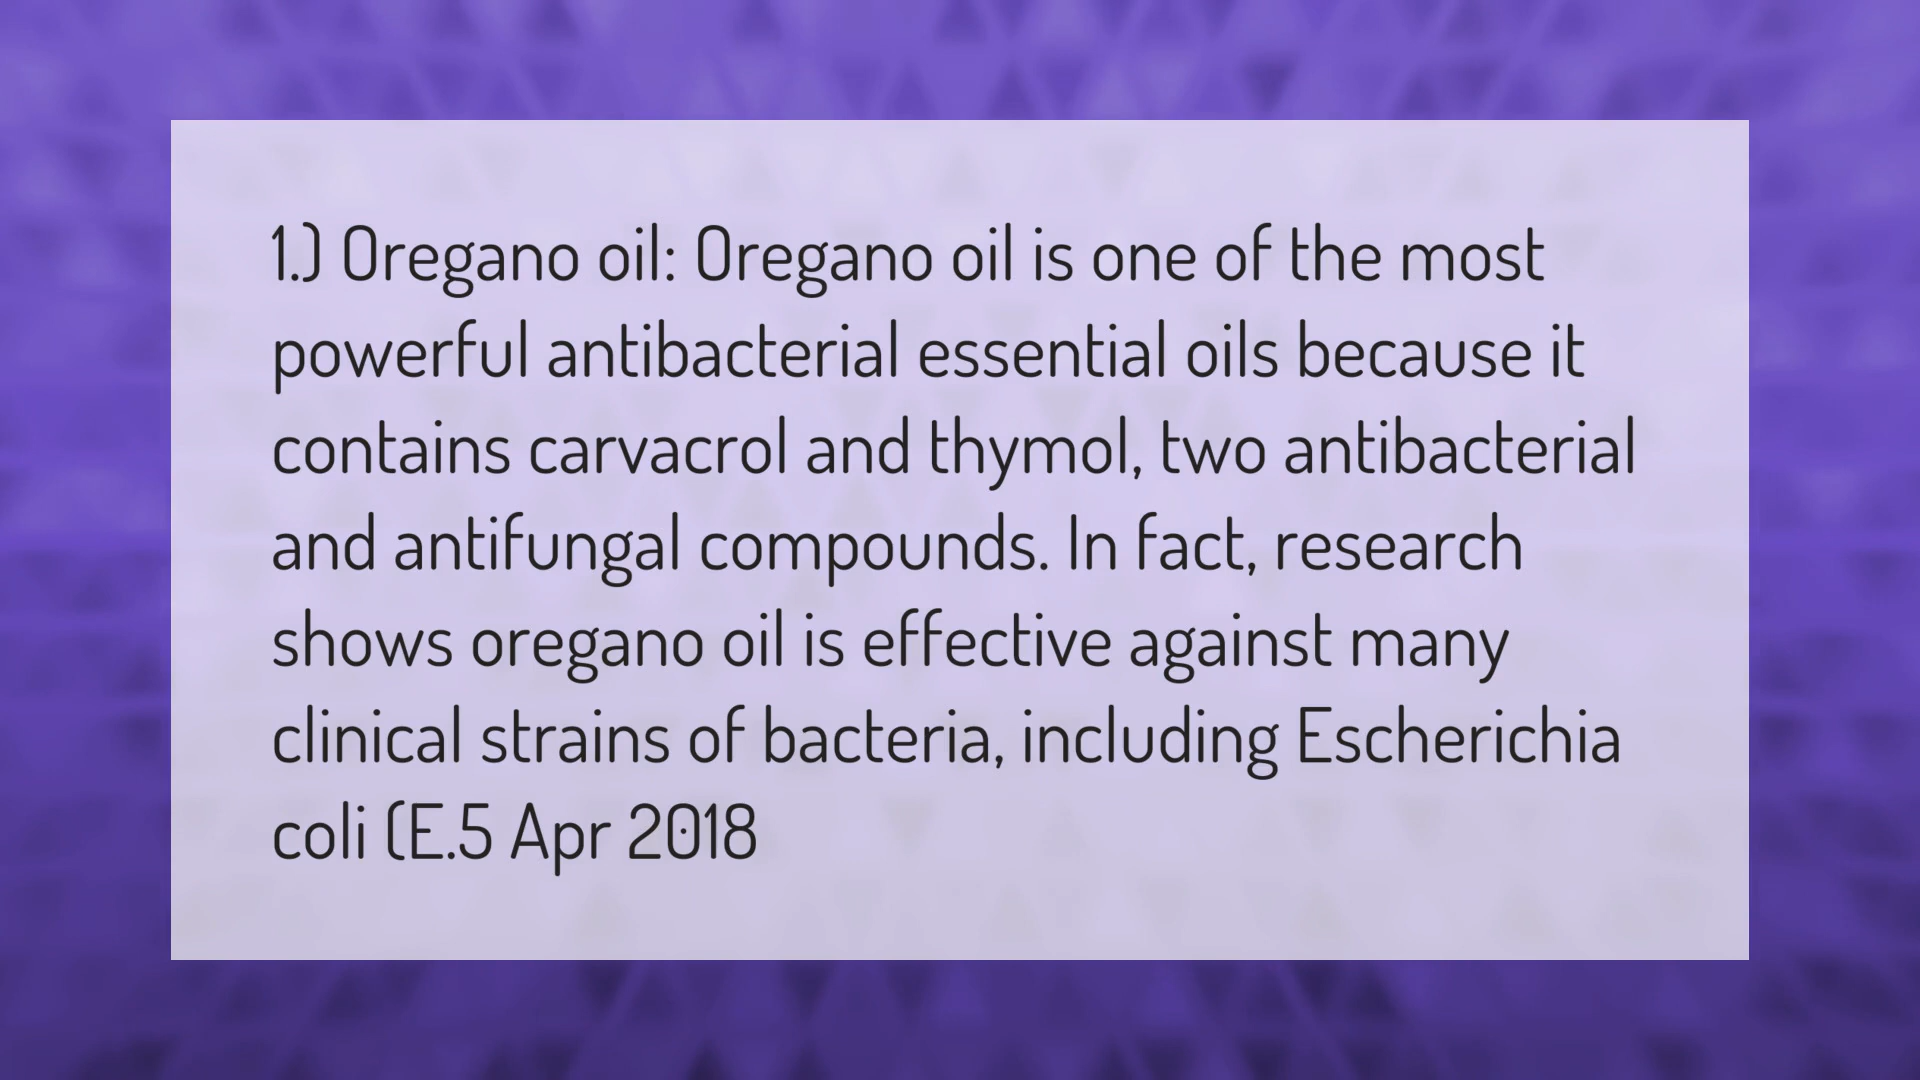 1.) Oregano oil: Oregano oil is one of the most
powerful antibacterial essential oils because it
contains carvacrol and thymol, two antibacterial
and antifungal compounds. In fact, research
shows oregano oil is effective against many
clinical strains of bacteria, including Escherichia
coli (E.5 Apr 2018